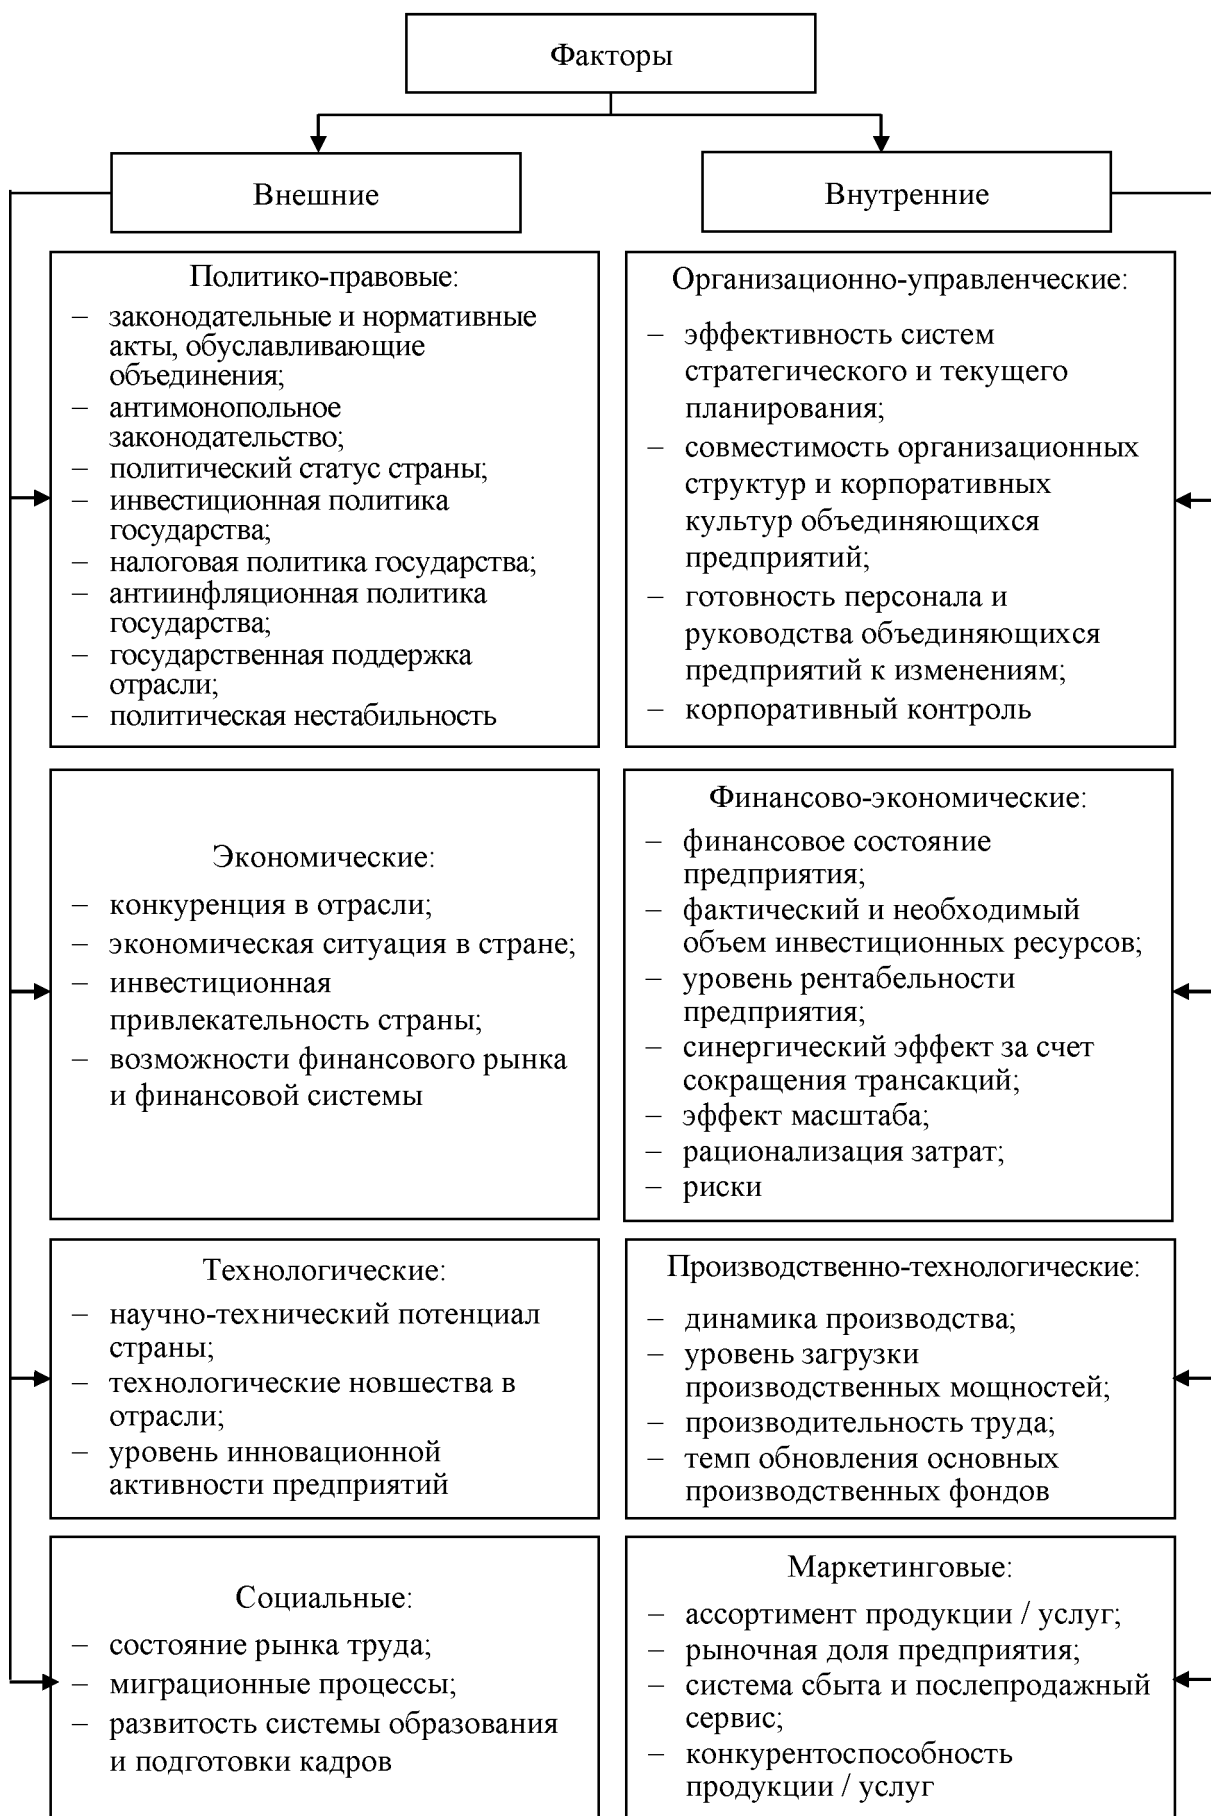 Факторы
Внешние
Внутренние
Политико-правовые:
– законодательные и нормативные
акты, обуславливающие
объединения;
– антимонопольное
законодательство;
– политический статус страны;
– инвестиционная политика
государства;
– налоговая политика государства;
– антиинфляционная политика
государства;
– государственная поддержка
отрасли;
– политическая нестабильность
Организационно-управленческие:
– эффективность систем
стратегического и текущего
планирования;
– совместимость организационных
структур и корпоративных
культур объединяющихся
предприятий;
– готовность персонала и
руководства объединяющихся
предприятий к изменениям;
– корпоративный контроль
Экономические:
– конкуренция в отрасли;
– экономическая ситуация в стране;
– инвестиционная
привлекательность страны;
– возможности финансового рынка
и финансовой системы
Финансово-экономические:
– финансовое состояние
предприятия;
– фактический и необходимый
объем инвестиционных ресурсов;
– уровень рентабельности
предприятия;
– синергический эффект за счет
сокращения трансакций;
– эффект масштаба;
– рационализация затрат;
– риски
Технологические:
– научно-технический потенциал
страны;
– технологические новшества в
отрасли;
– уровень инновационной
активности предприятий
Производственно-технологические:
– динамика производства;
– уровень загрузки
производственных мощностей;
– производительность труда;
– темп обновления основных
производственных фондов
Социальные:
– состояние рынка труда;
– миграционные процессы;
– развитость системы образования
и подготовки кадров
Маркетинговые:
– ассортимент продукции / услуг;
– рыночная доля предприятия;
– система сбыта и послепродажный
сервис;
– конкурентоспособность
продукции / услуг